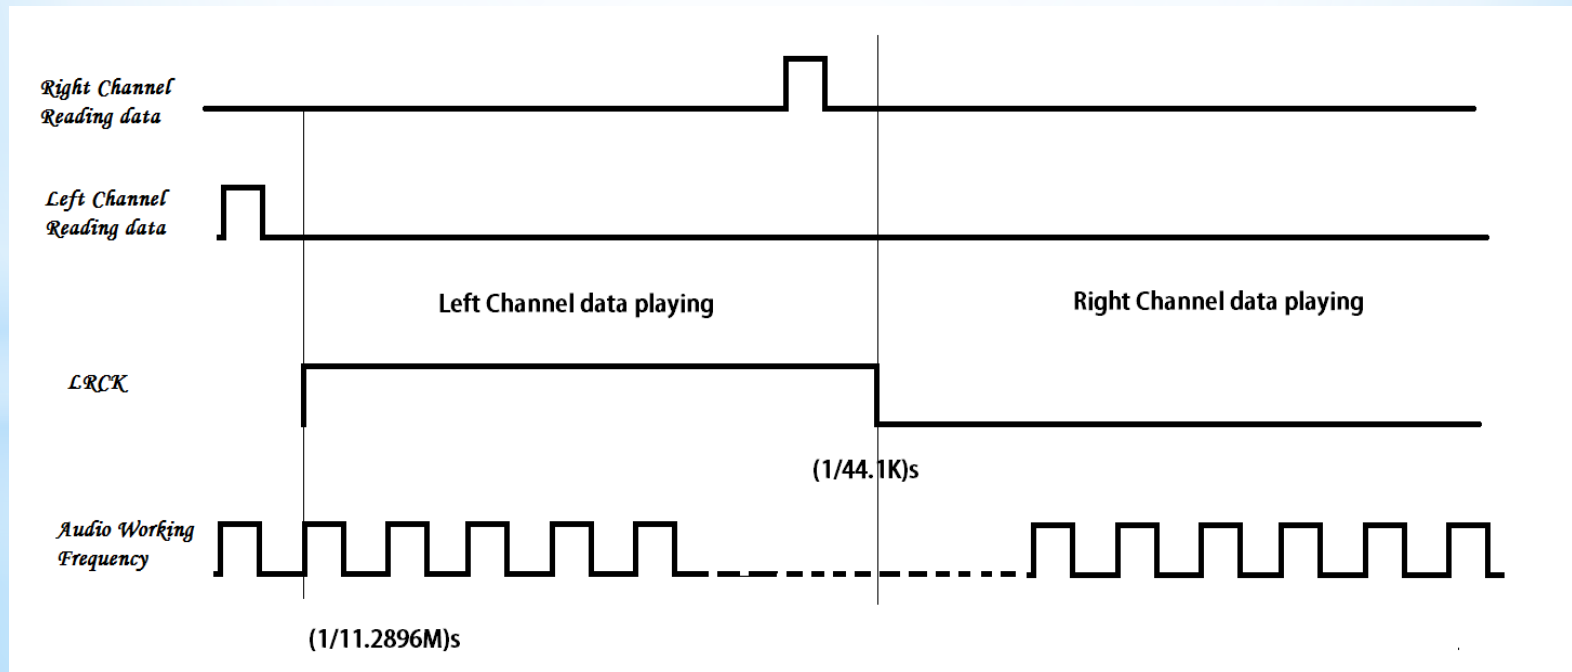 Right Channel
Reading data
Left Channel
Reading data
Left Channel data playing
Right Channel data playing
LRCK
(1/44.1K)s
Audio Working
Frequency
(1/11.2896M)s